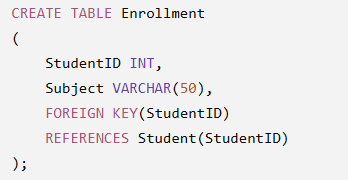 CREATE TABLE Enrollment
(
    StudentID INT,
    Subject VARCHAR(50),
    FOREIGN KEY(StudentID)
    REFERENCES Student(StudentID)
);